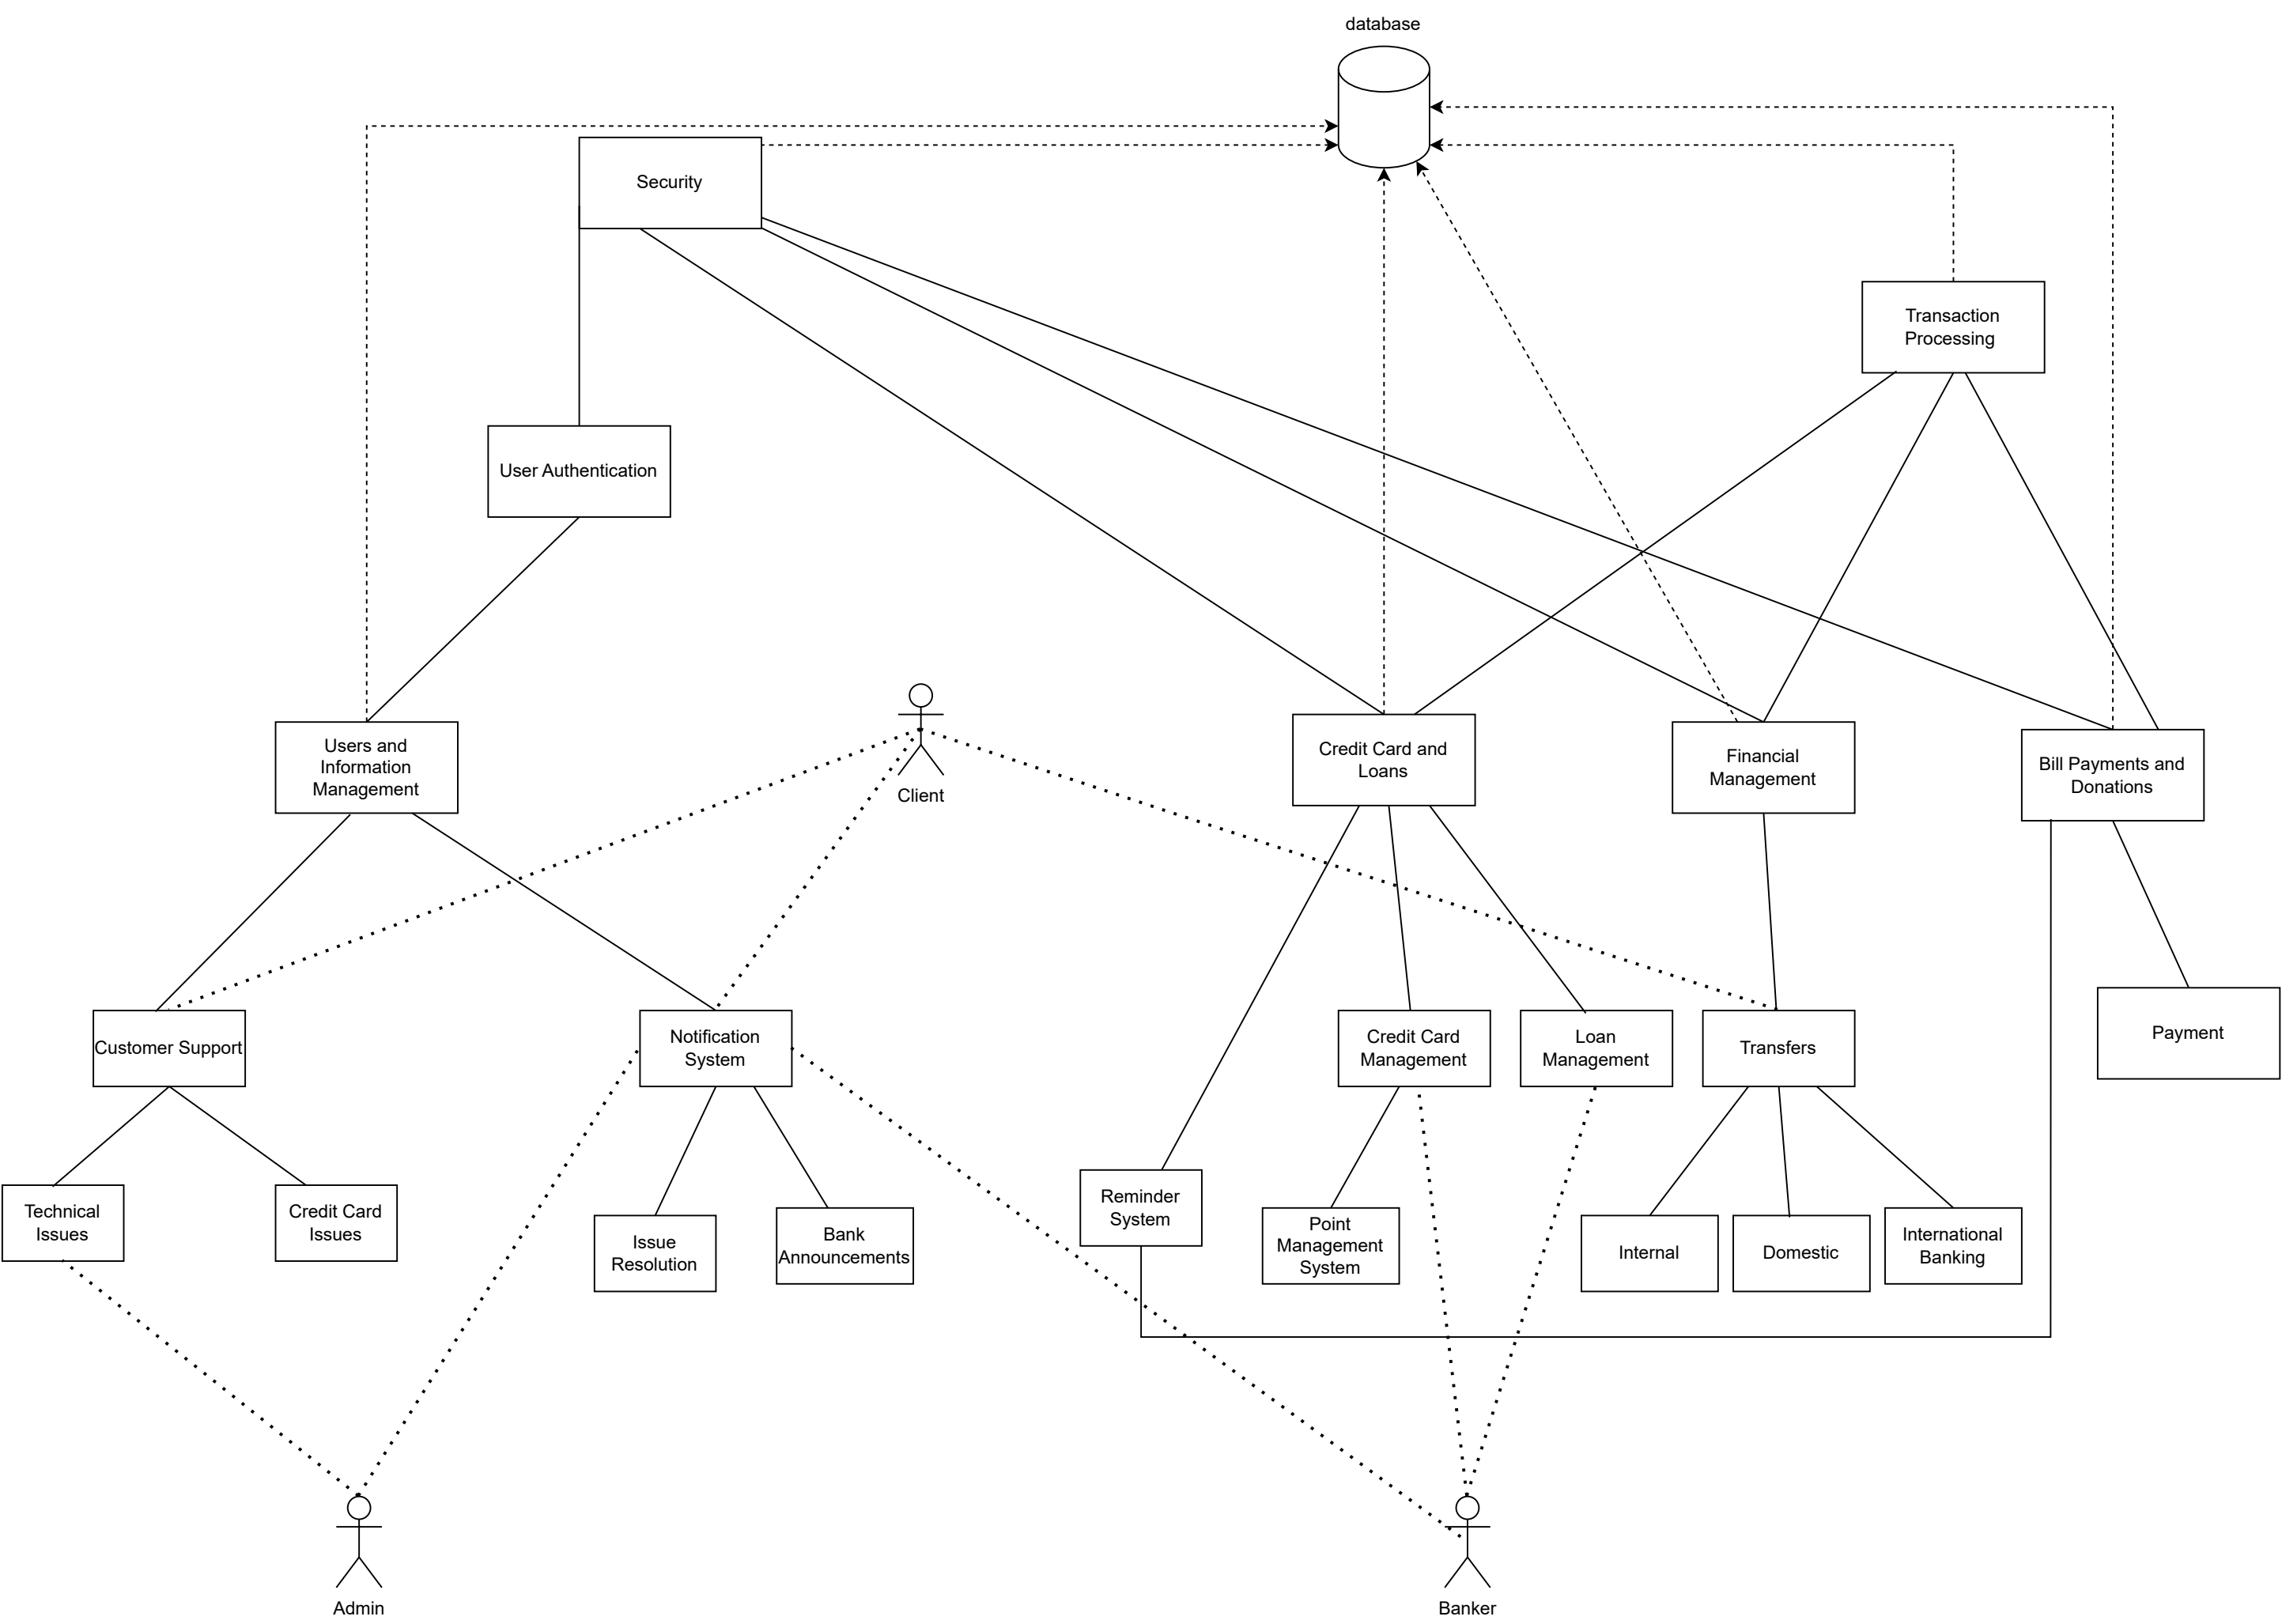 database
Security
Transaction
Processing
User Authentication
Users and
Information
Management
Client
Credit Card and
Loans
Financial
Management
Bill Payments and
Donations
Customer Support
Notification
System
Credit Card
Management
Loan
Management
Transfers
Payment
Technical
Issues
Credit Card
Issues
Issue
Resolution
Bank
Announcements
Reminder
System
Point
Management
System
Internal
Domestic
International
Banking
Admin
Banker